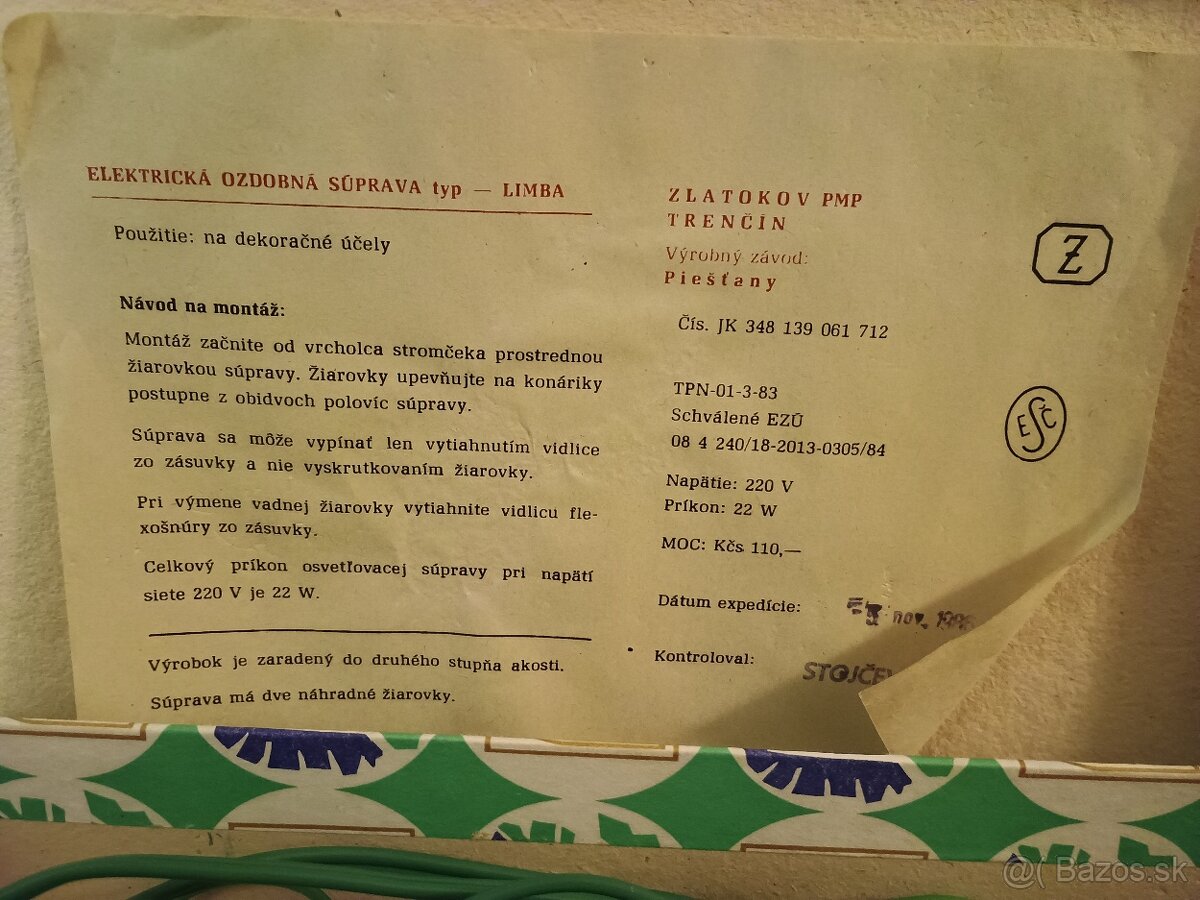 ELEKTRICKÁ OZDOBNÁ SÚPRAVA typ — LIMBA
Použitie: na dekoračné účely
Návod na montáž:
Montáž začnite od vrcholca stromčeka prostrednou
žiarovkou súpravy. Žiarovky upevňujte na konáriky
postupne z obidvoch polovíc súpravy.
Súprava sa môže vypínať len vytiahnutím vidlice
zo zásuvky a nie vyskrutkovaním žiarovky.
Pri výmene vadnej žiarovky vytiahnite vidlicu fle-
xošnúry zo zásuvky.
Celkový príkon osvetľovacej súpravy pri napätí
siete 220 V je 22 W.
Výrobok je zaradený do druhého stupňa akosti.
Súprava má dve náhradné žiarovky.
ZLATOKOV PMP
TRENČÍN
Výrobný závod:
Piešťany
Čís. JK 348 139 061 712
TPN-01-3-83
Schválené EZÚ
08 4 240/18-2013-0305/84
Napätie: 220 V
Príkon: 22 W
MOC: Kčs 110,—
Dátum expedície: nov.
Kontroloval:
Z
ESČ
@( Bazos.sk